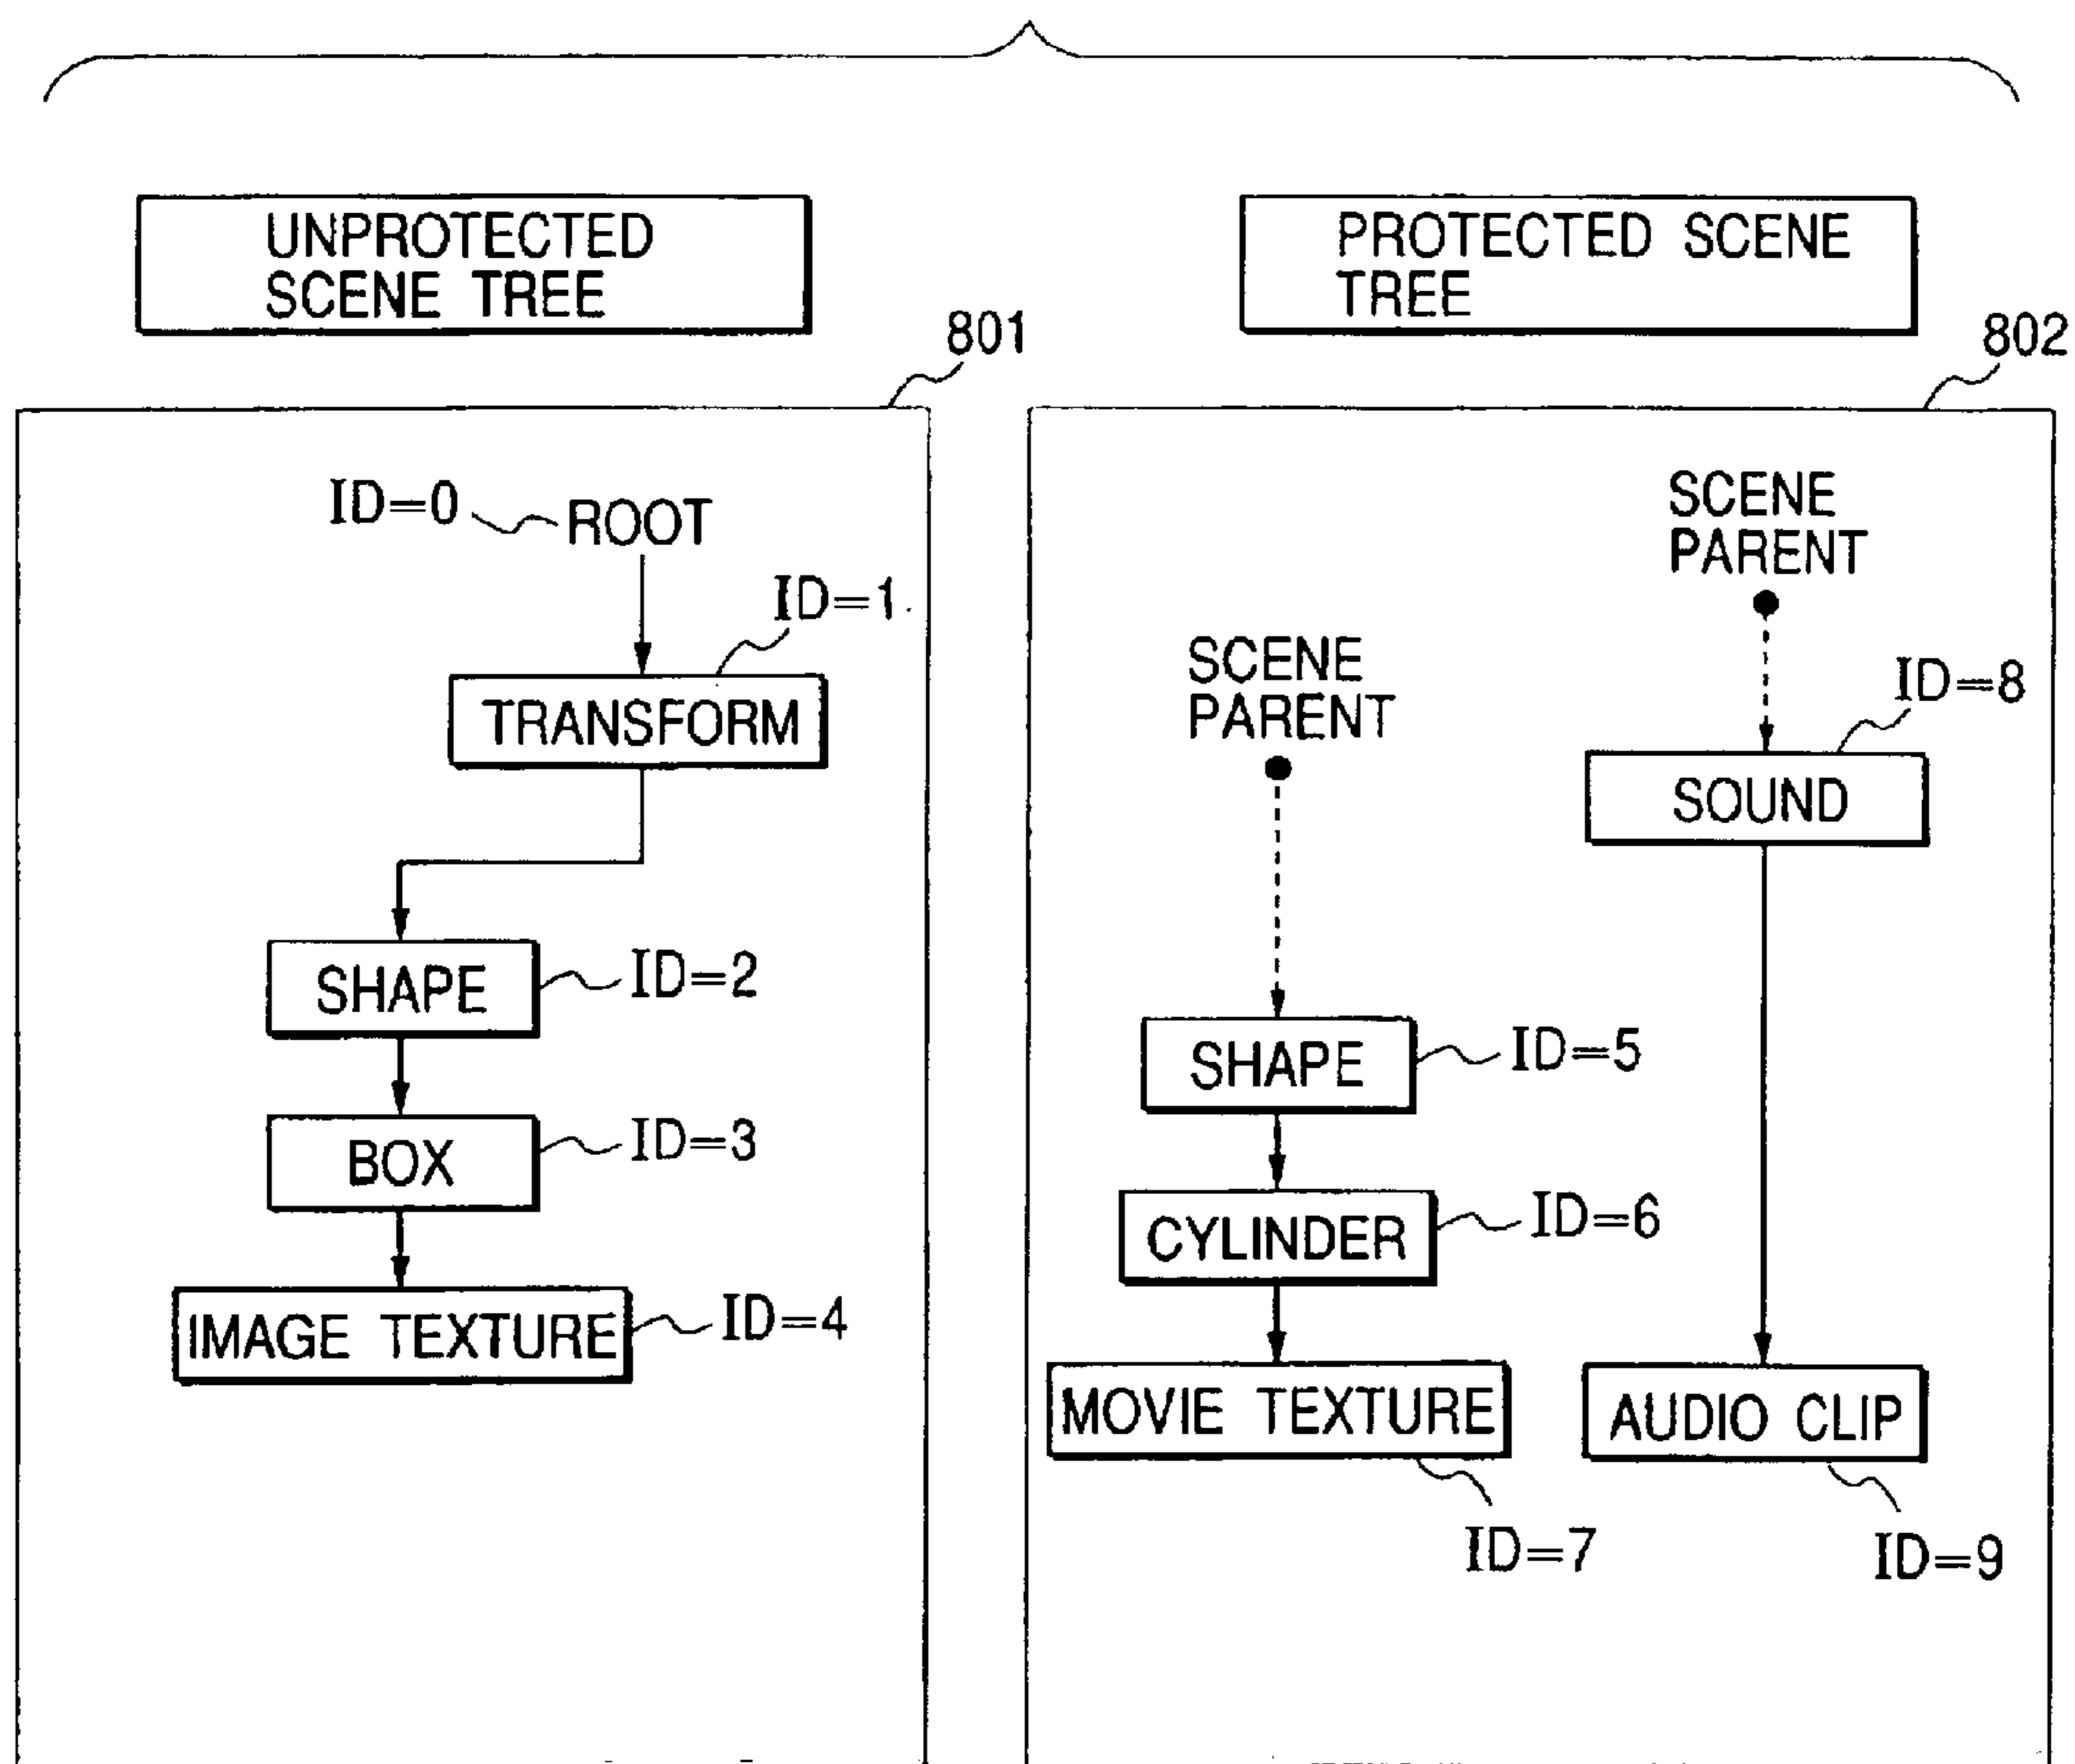 UNPROTECTED
SCENE TREE
PROTECTED SCENE
TREE
801
802
ID=0
ROOT
ID=1
TRANSFORM
SHAPE
ID=2
BOX
ID=3
IMAGE TEXTURE
ID=4
SCENE
PARENT
SCENE
PARENT
ID=8
SOUND
SHAPE
ID=5
CYLINDER
ID=6
MOVIE TEXTURE
AUDIO CLIP
ID=7
ID=9